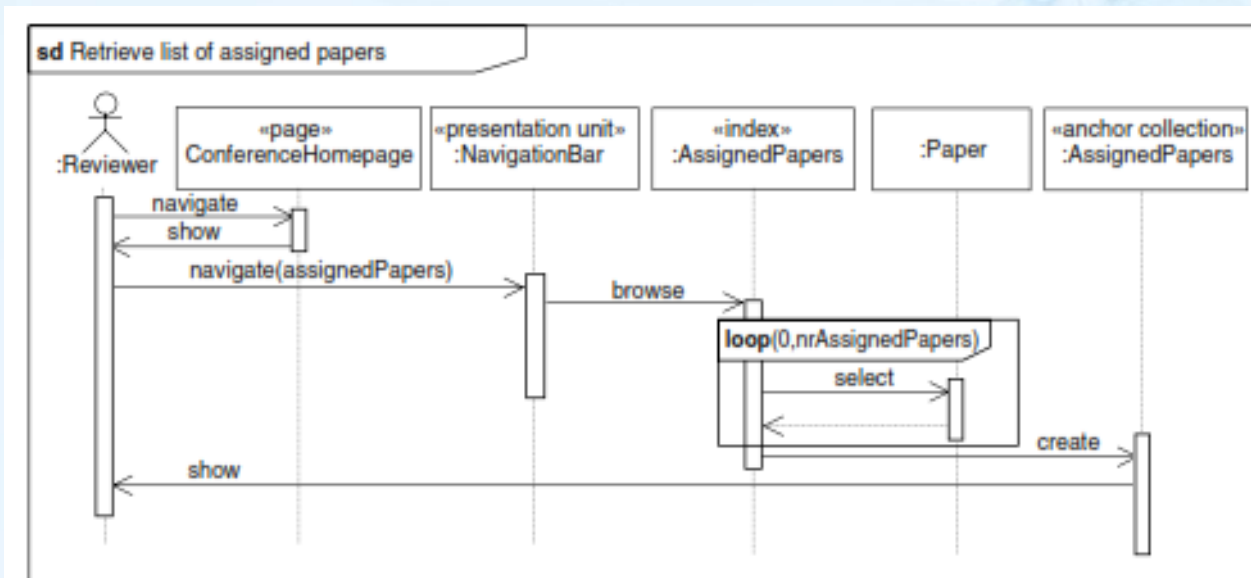 sd Retrieve list of assigned papers
:Reviewer
«page»
ConferenceHomepage
«presentation unit»
:NavigationBar
«index»
:AssignedPapers
:Paper
«anchor collection»
:AssignedPapers
navigate
show
navigate(assignedPapers)
browse
loop(0,nrAssignedPapers)
select
create
show